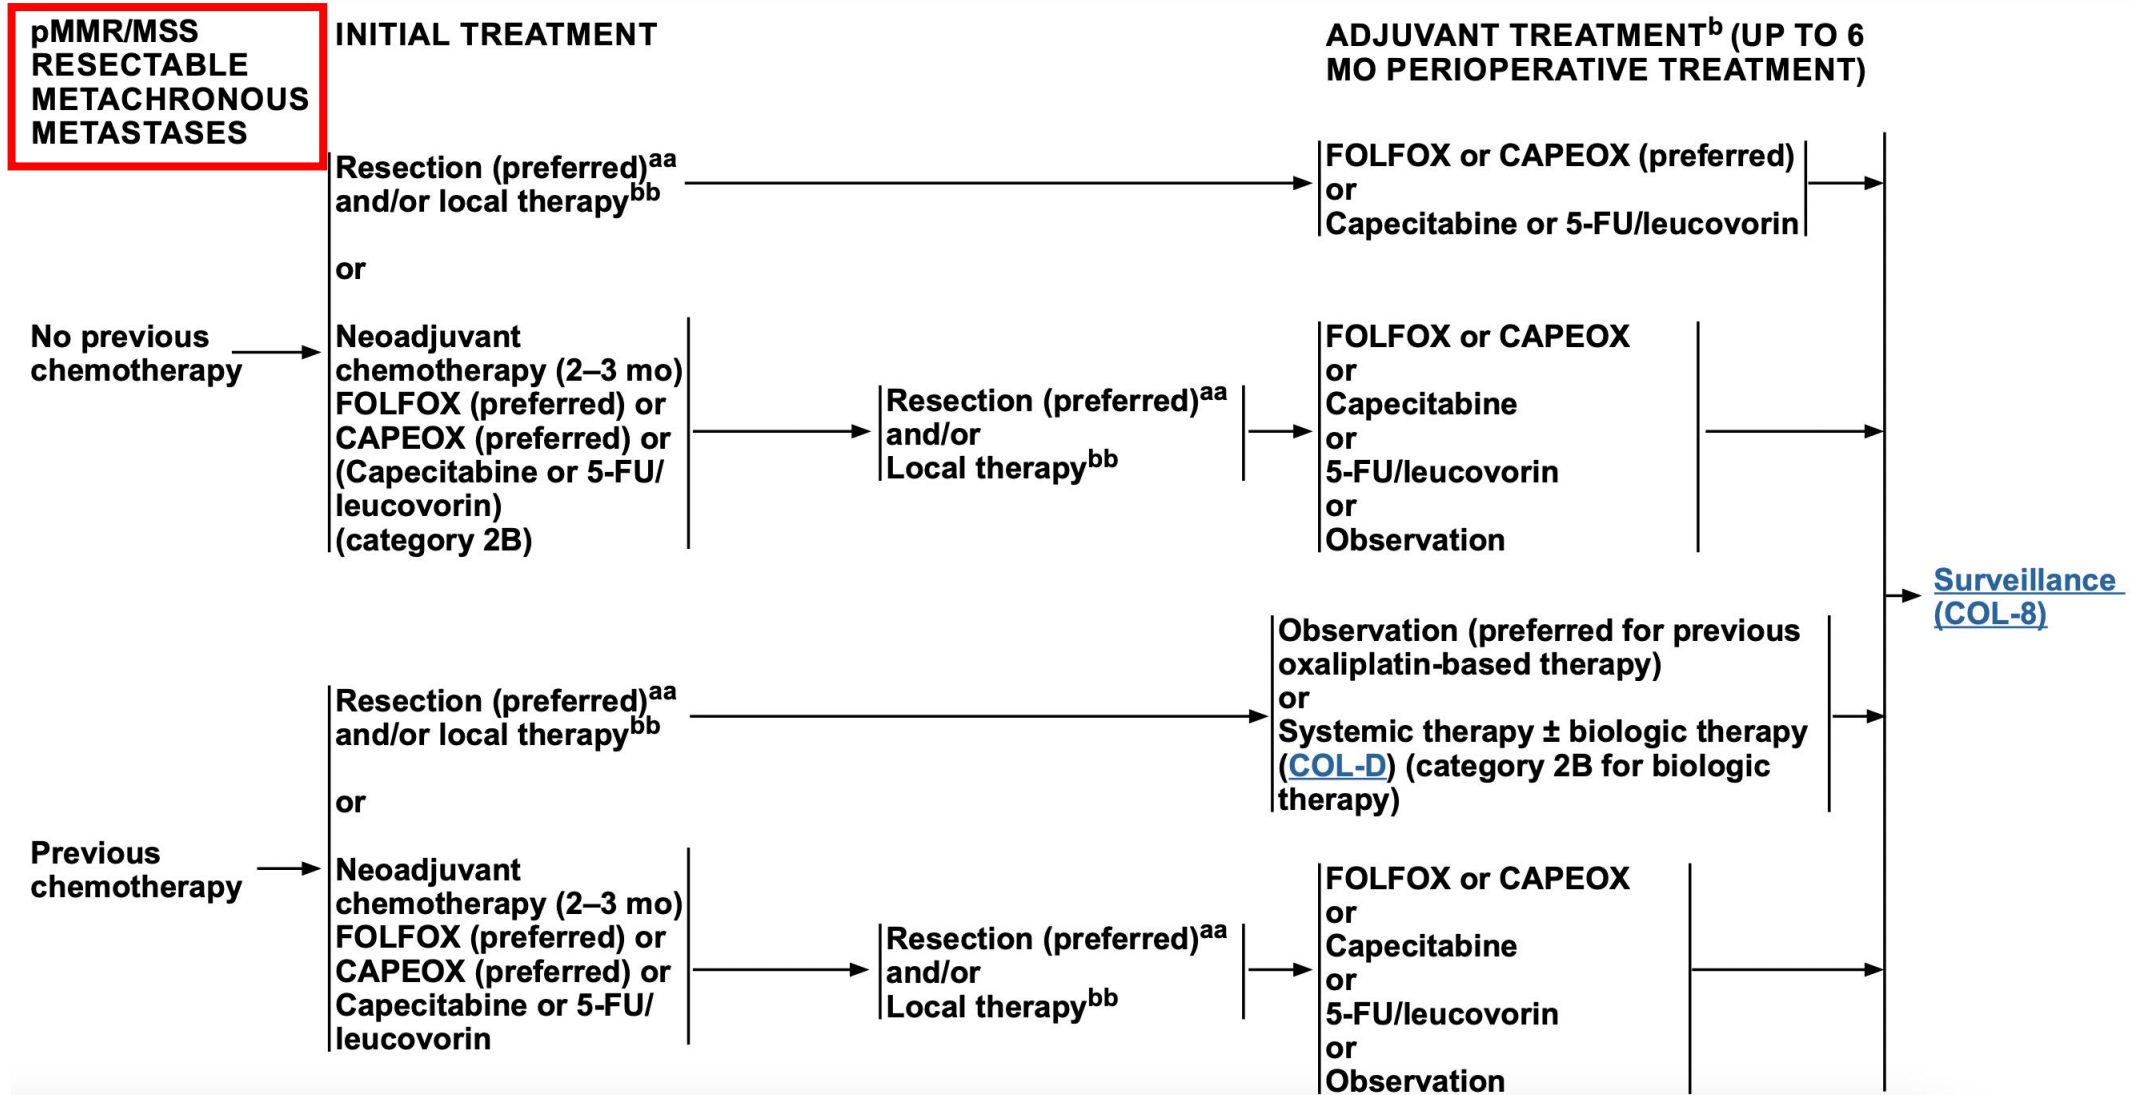 pMMR/MSS
RESECTABLE
METACHRONOUS
METASTASES
INITIAL TREATMENT
ADJUVANT TREATMENTb (UP TO 6
MO PERIOPERATIVE TREATMENT)
No previous
chemotherapy
Resection (preferred)aa
and/or local therapybb
or
Neoadjuvant
chemotherapy (2–3 mo)
FOLFOX (preferred) or
CAPEOX (preferred) or
(Capecitabine or 5-FU/
leucovorin)
(category 2B)
Resection (preferred)aa
and/or
Local therapybb
FOLFOX or CAPEOX (preferred)
or
Capecitabine or 5-FU/leucovorin
FOLFOX or CAPEOX
or
Capecitabine
or
5-FU/leucovorin
or
Observation
Previous
chemotherapy
Resection (preferred)aa
and/or local therapybb
or
Neoadjuvant
chemotherapy (2–3 mo)
FOLFOX (preferred) or
CAPEOX (preferred) or
Capecitabine or 5-FU/
leucovorin
Resection (preferred)aa
and/or
Local therapybb
Observation (preferred for previous
oxaliplatin-based therapy)
or
Systemic therapy ± biologic therapy
(COL-D) (category 2B for biologic
therapy)
FOLFOX or CAPEOX
or
Capecitabine
or
5-FU/leucovorin
or
Observation
Surveillance
(COL-8)